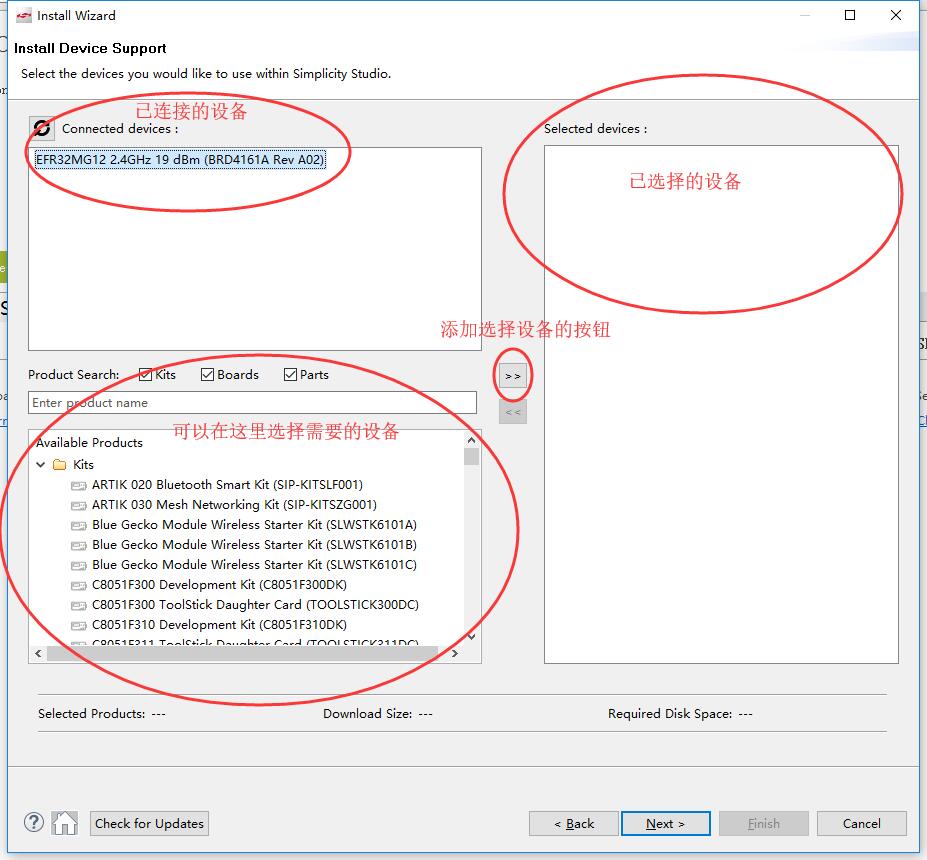 Install Wizard
Install Device Support
Select the devices you would like to use within Simplicity Studio.
已连接的设备
Connected devices :
Selected devices :
EFR32MG12 2.4GHz 19 dBm (BRD4161A Rev A02)
已选择的设备
添加选择设备的按钮
Product Search: Kits Boards Parts
>>
Enter product name
<<
可以在这里选择需要的设备
Available Products
Kits
ARTIK 020 Bluetooth Smart Kit (SIP-KITSLF001)
ARTIK 030 Mesh Networking Kit (SIP-KITSZG001)
Blue Gecko Module Wireless Starter Kit (SLWSTK6101A)
Blue Gecko Module Wireless Starter Kit (SLWSTK6101B)
Blue Gecko Module Wireless Starter Kit (SLWSTK6101C)
C8051F300 Development Kit (C8051F300DK)
C8051F300 ToolStick Daughter Card (TOOLSTICK300DC)
C8051F310 Development Kit (C8051F310DK)
C8051F311 ToolStick Daughter Card (TOOLSTICK311DC)
Selected Products: --- Download Size: --- Required Disk Space: ---
Check for Updates
< Back
Next >
Finish
Cancel